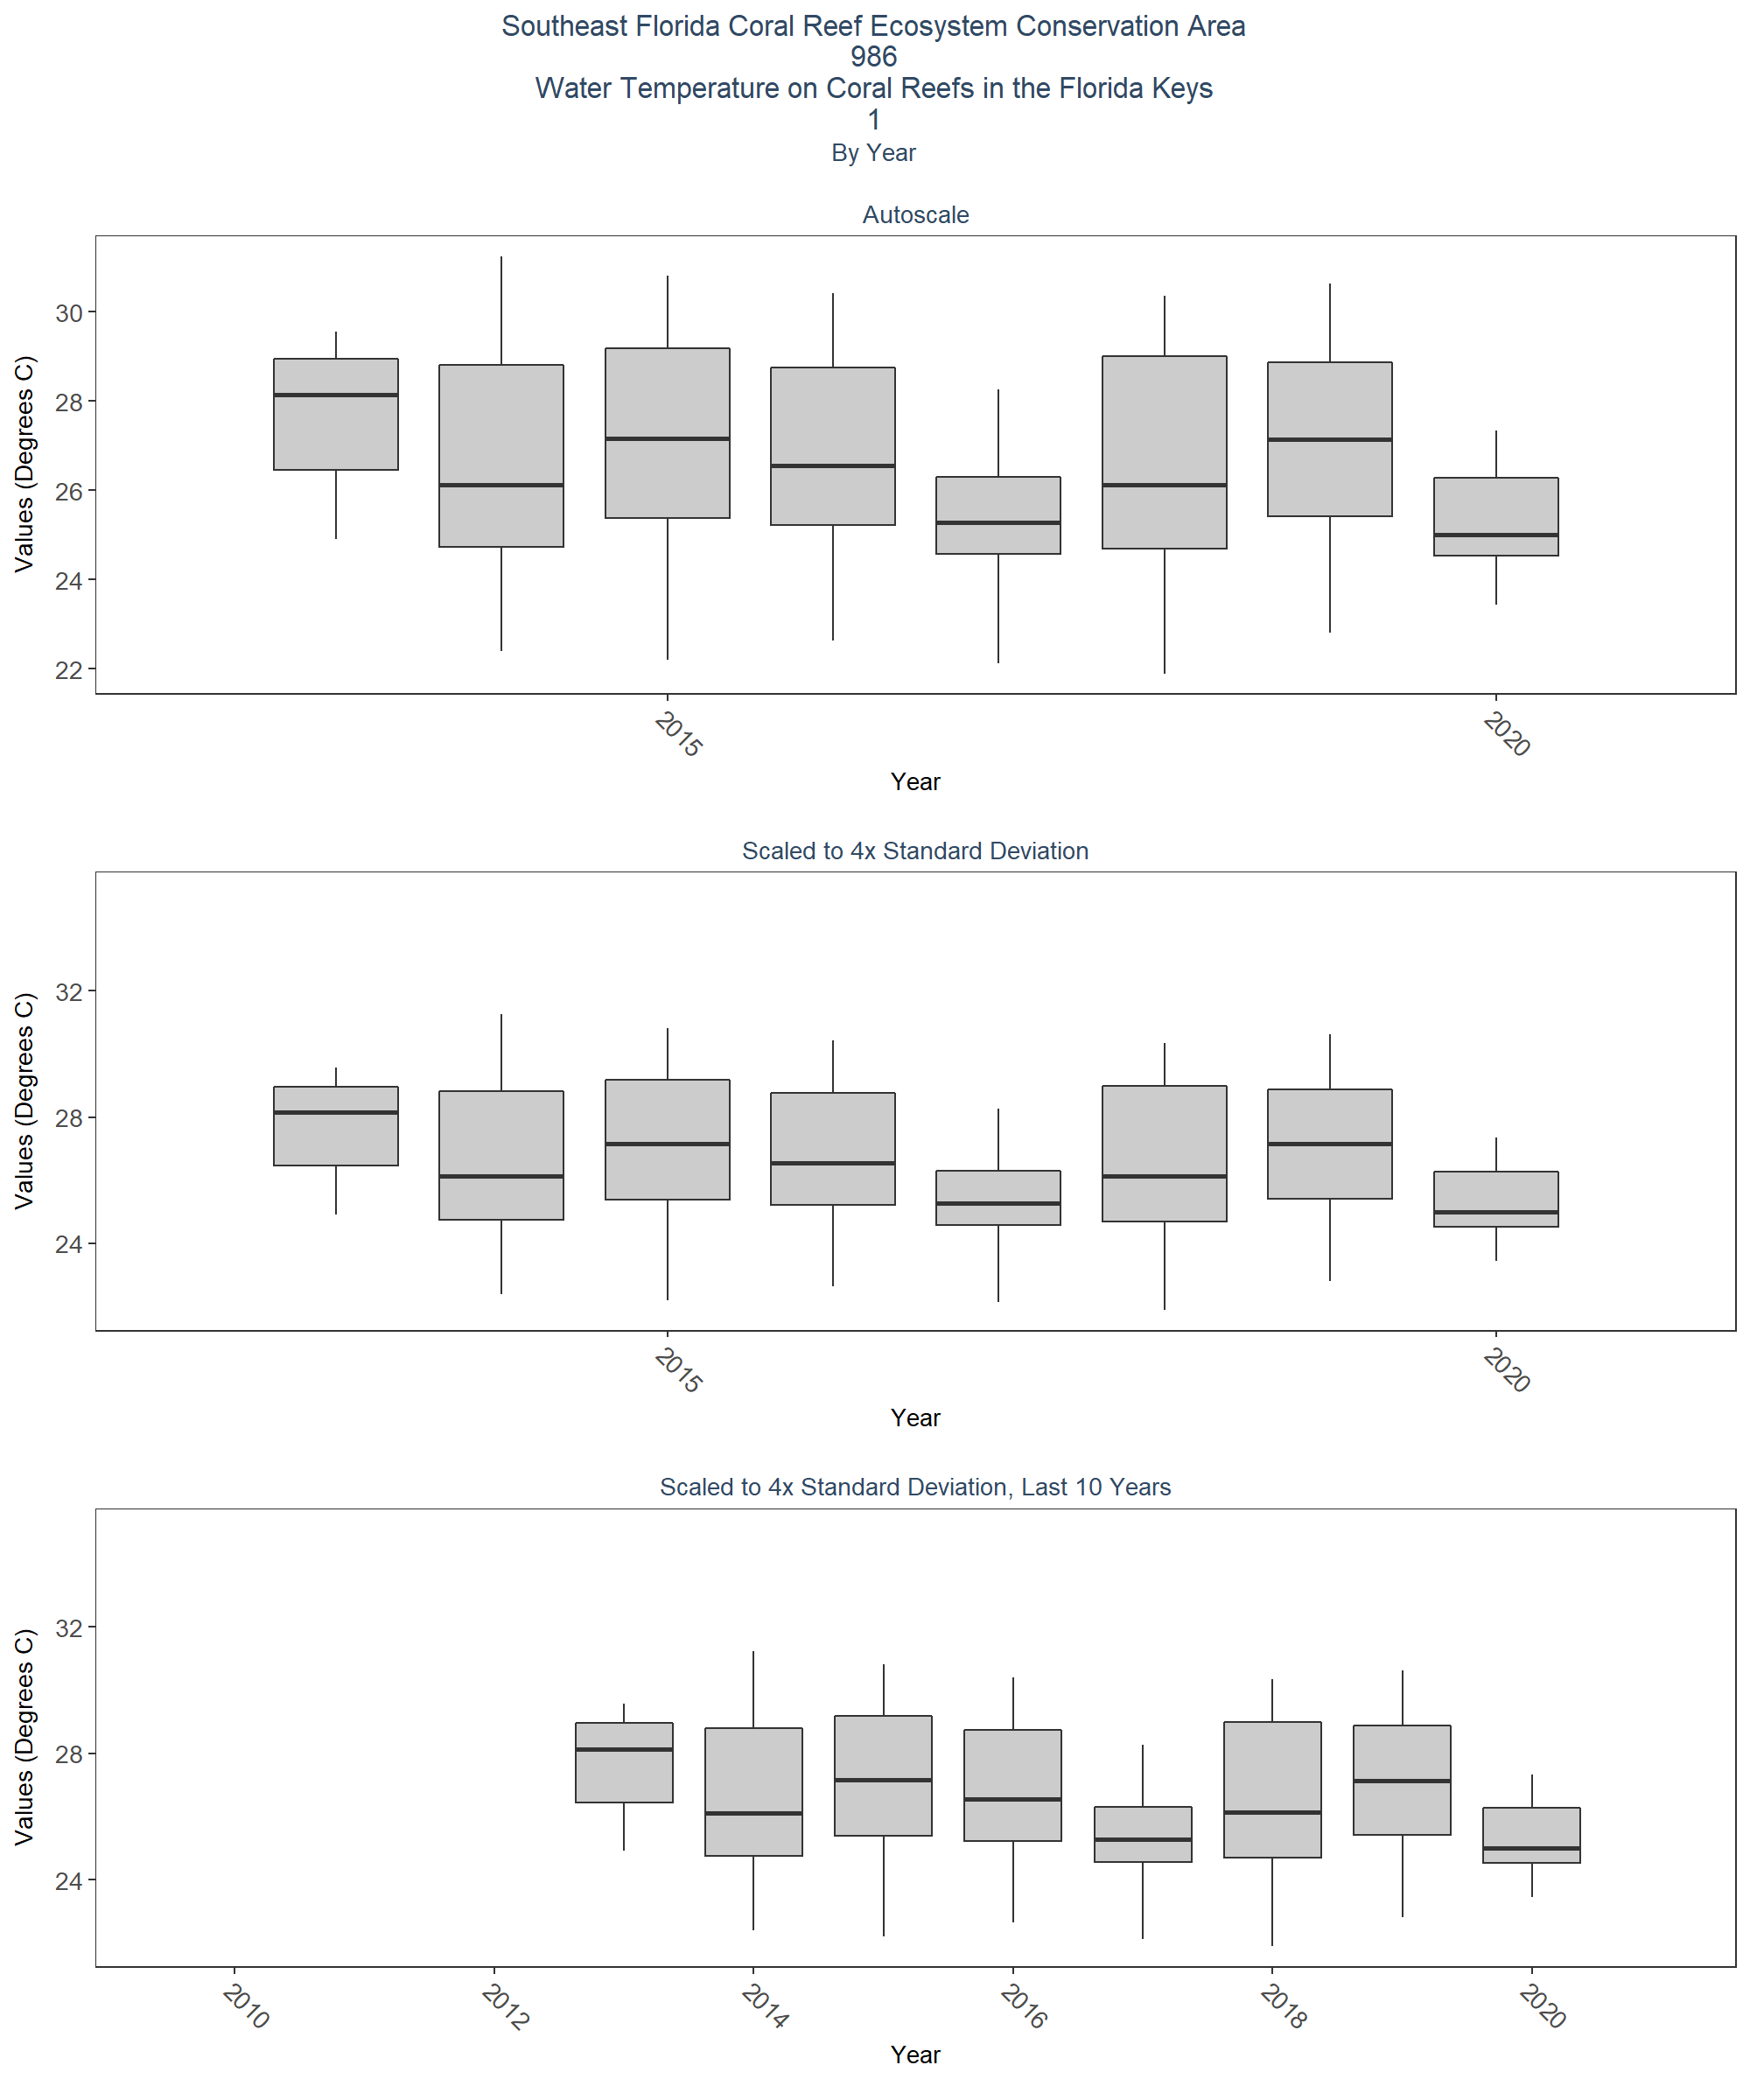 Southeast Florida Coral Reef Ecosystem Conservation Area
986
Water Temperature on Coral Reefs in the Florida Keys
1
By Year
Autoscale
Values (Degrees C)
30
28
26
24
22
2015
2020
Year
Scaled to 4x Standard Deviation
Values (Degrees C)
32
28
24
2015
2020
Year
Scaled to 4x Standard Deviation, Last 10 Years
Values (Degrees C)
32
28
24
2010
2012
2014
2016
2018
2020
Year